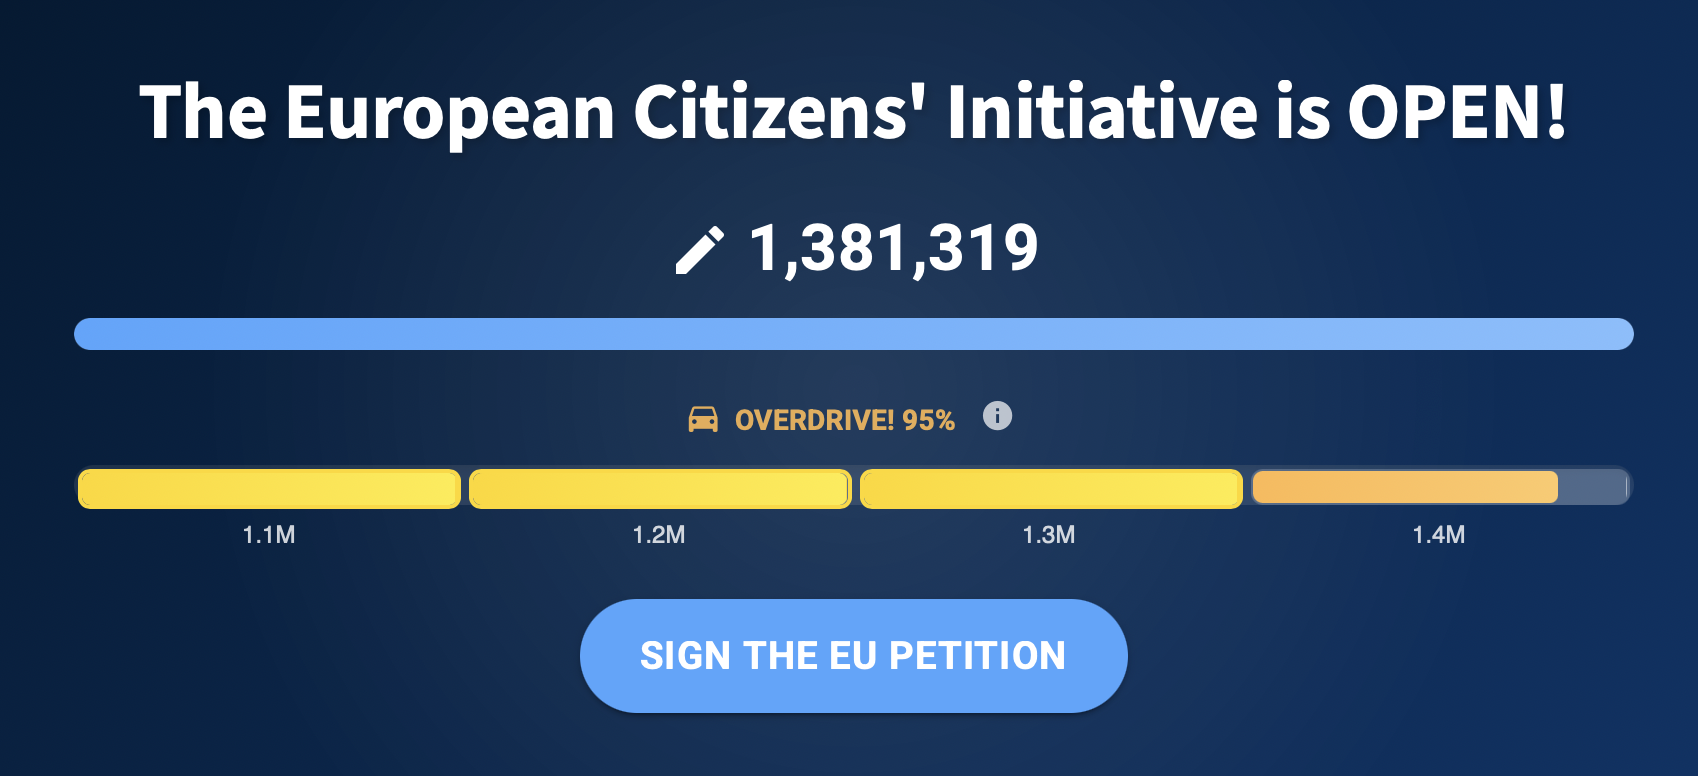 The European Citizens' Initiative is OPEN!
1,381,319
OVERDRIVE! 95%
1.1M 1.2M 1.3M 1.4M
SIGN THE EU PETITION